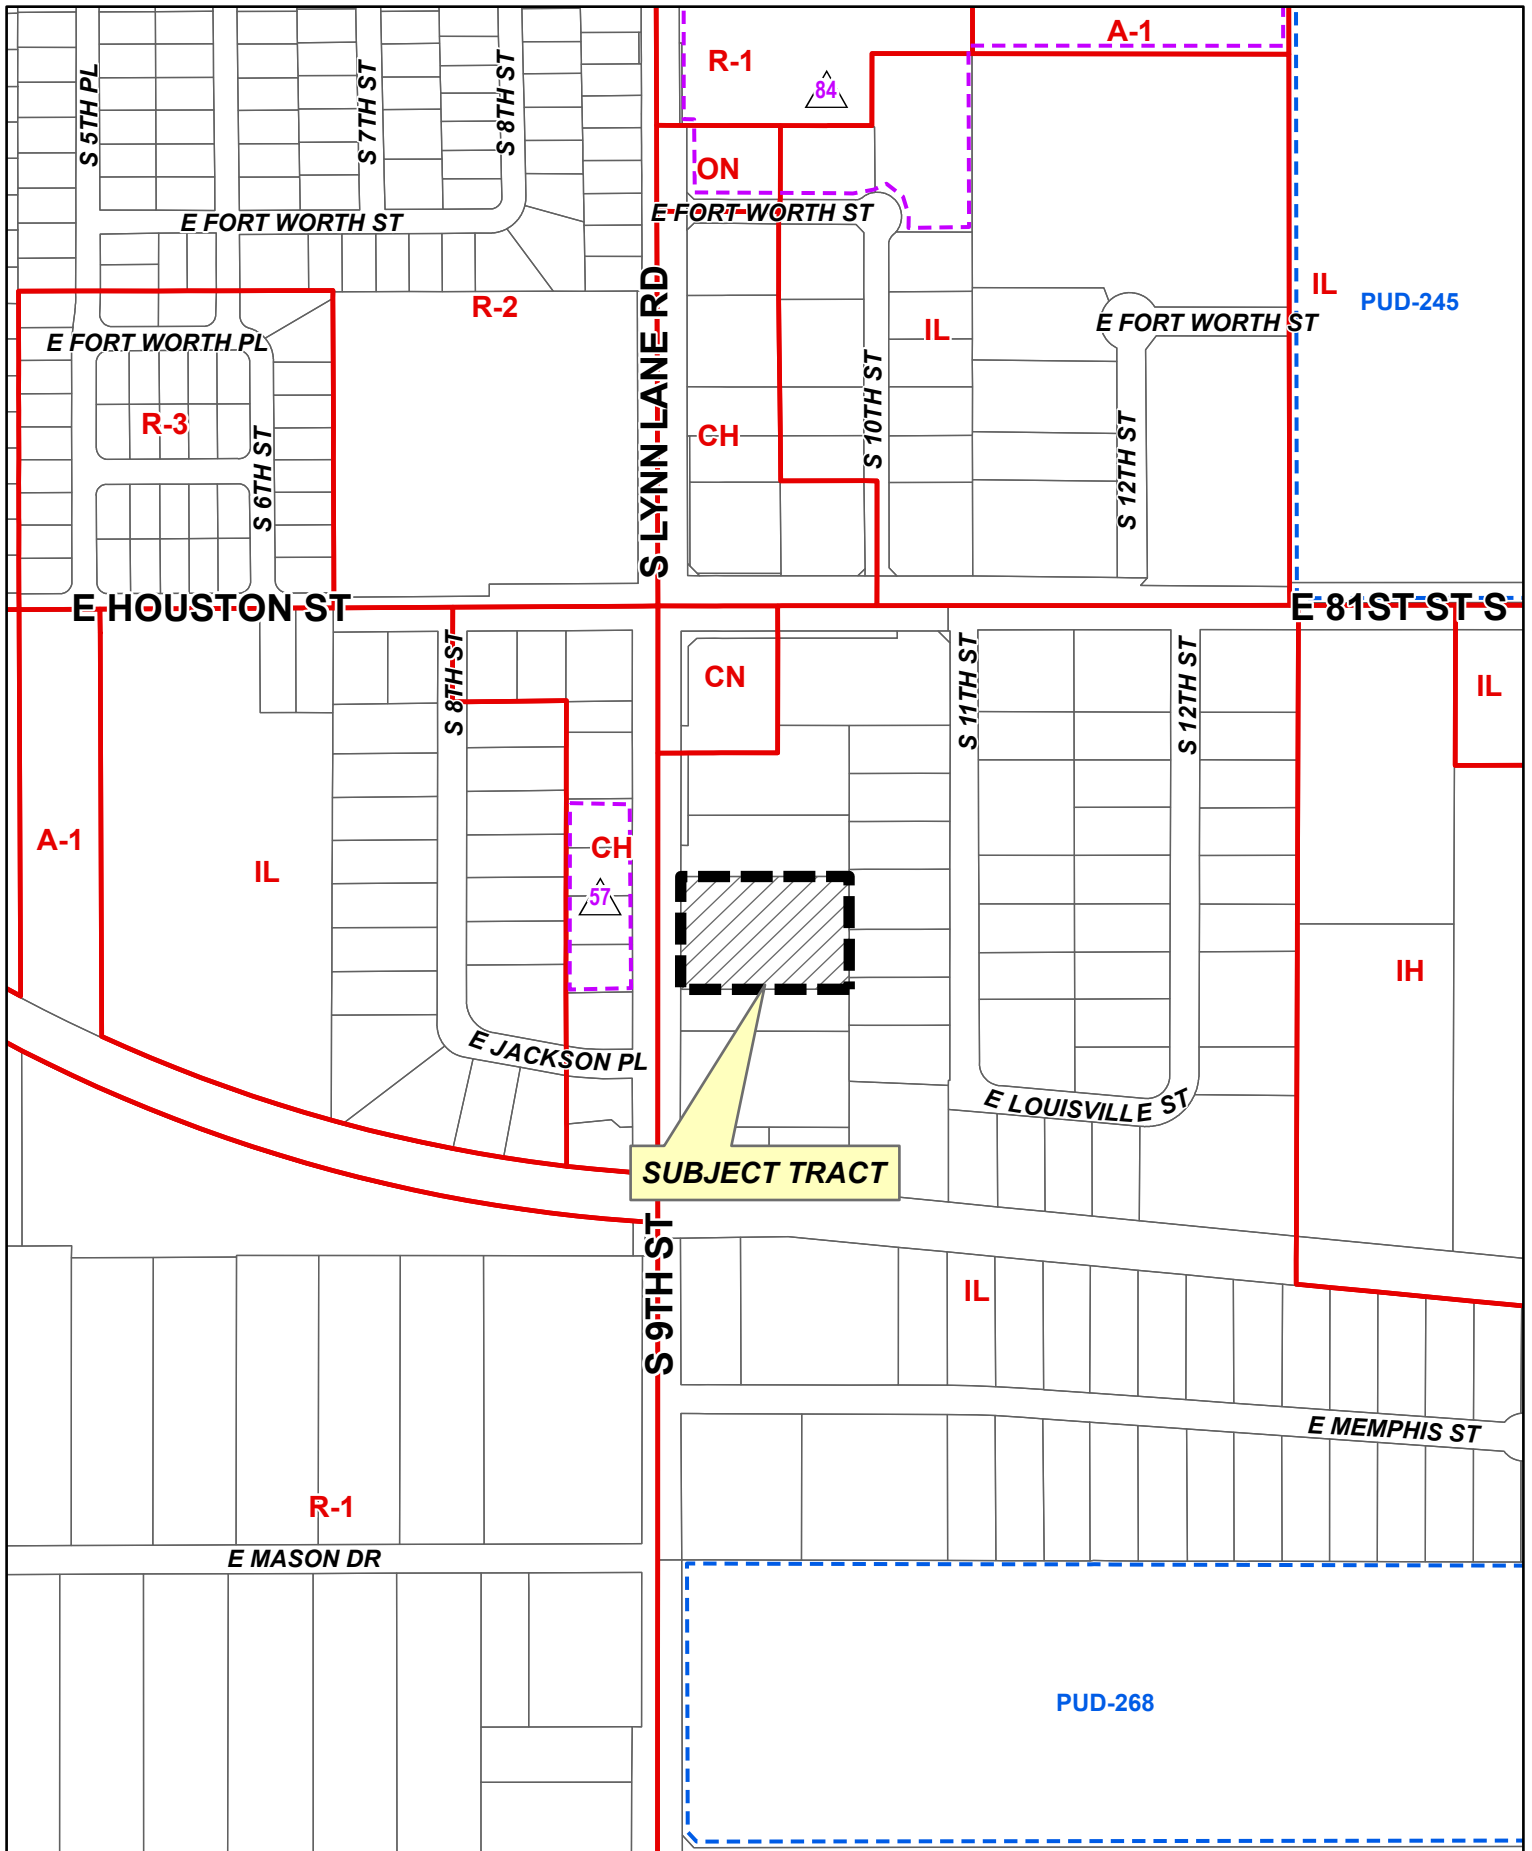 A-1
R-1
84
S 5TH PL
S 7TH ST
S 8TH ST
ON
E FORT WORTH ST
E FORT WORTH ST
IL
PUD-245
R-2
E FORT WORTH ST
IL
E FORT WORTH PL
S LYNN LANE RD
R-3
CH
S 10TH ST
S 6TH ST
S 12TH ST
E HOUSTON ST
E 81ST ST S
S 8TH ST
CN
S 11TH ST
S 12TH ST
IL
A-1
IL
CH
57
IH
E JACKSON PL
E LOUISVILLE ST
SUBJECT TRACT
S 9TH ST
IL
E MEMPHIS ST
R-1
E MASON DR
PUD-268